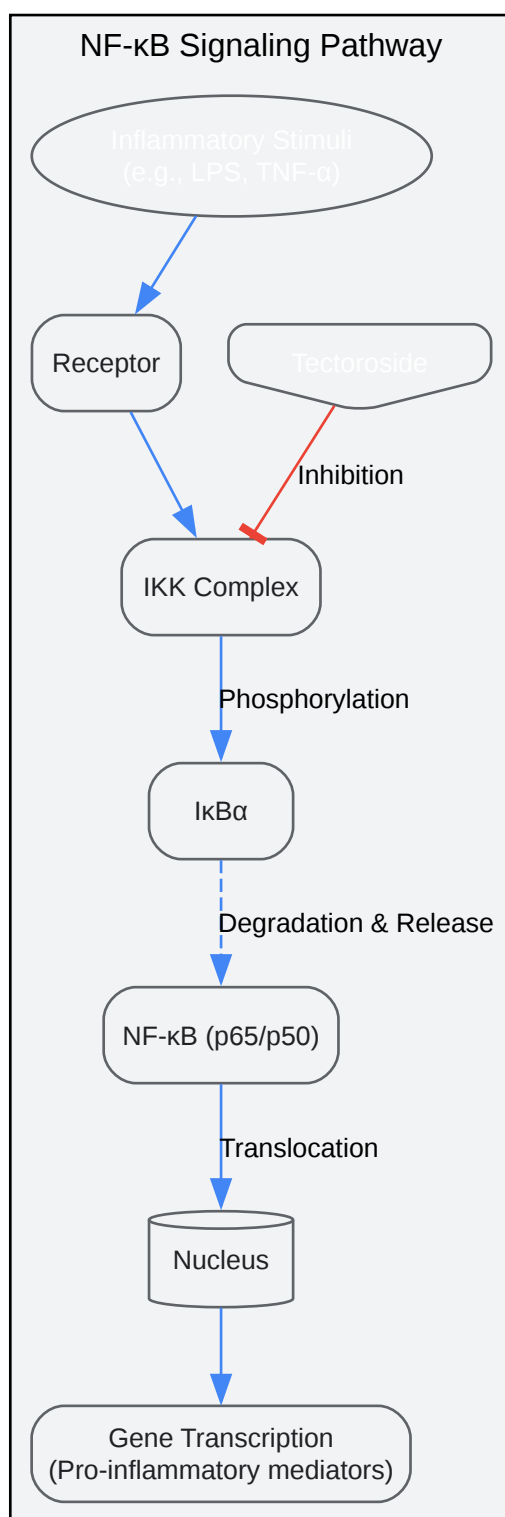 NF-κB Signaling Pathway
Inflammatory Stimuli
(e.g., LPS, TNF-α)
Receptor
Tectoroside
Inhibition
IKK Complex
Phosphorylation
IκBα
Degradation & Release
NF-κB (p65/p50)
Translocation
Nucleus
Gene Transcription
(Pro-inflammatory mediators)